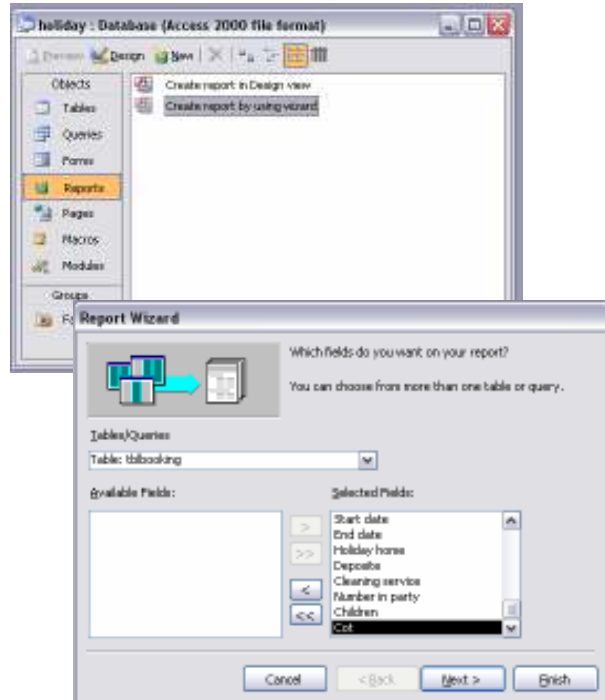 holiday : Database (Access 2000 file format)
Preview Design New
Objects
Tables
Queries
Forms
Reports
Pages
Macros
Modules
Groups
Create report in Design view
Create report by using wizard
Report Wizard
Which fields do you want on your report?
You can choose from more than one table or query.
Tables/Queries
Table: tblbooking
Available Fields:
Selected Fields:
>
>>
<
<<
Start date
End date
Holiday home
Deposite
Cleaning service
Number in party
Children
Cot
Cancel < Back Next > Finish